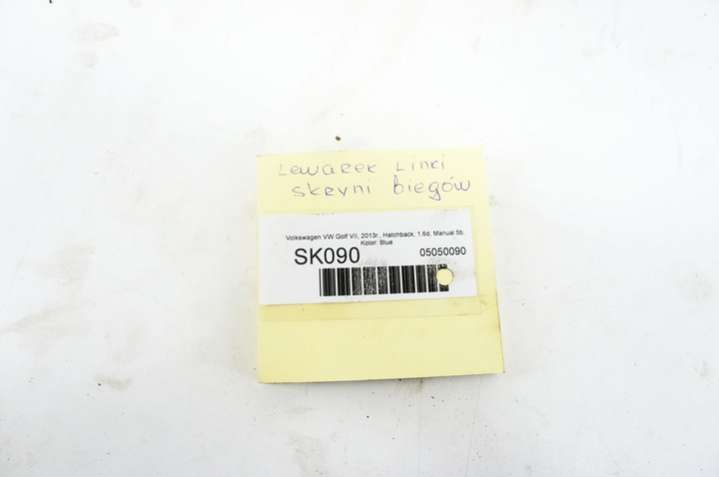 Lewarek Linki
skrzyni biegów
Volkswagen VW Golf VII, 2013r., Hatchback, 1.6d, Manual 5b.
Kolor: Blue
SK090
05050090